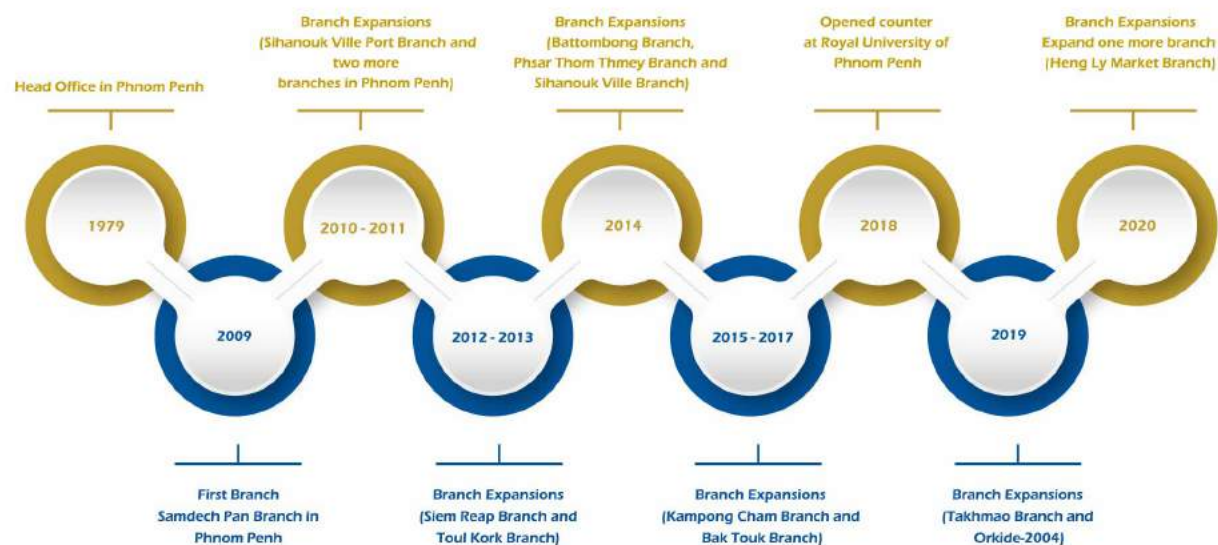 Head Office in Phnom Penh
1979
First Branch
Samdech Pan Branch in
Phnom Penh
2009
Branch Expansions
(Sihanouk Ville Port Branch and
two more
branches in Phnom Penh)
2010 - 2011
Branch Expansions
(Siem Reap Branch and
Toul Kork Branch)
2012 - 2013
Branch Expansions
(Battombong Branch,
Phsar Thom Thmey Branch and
Sihanouk Ville Branch)
2014
Branch Expansions
(Kampong Cham Branch and
Bak Touk Branch)
2015 - 2017
Opened counter
at Royal University of
Phnom Penh
2018
Branch Expansions
(Takhmao Branch and
Orkide-2004)
2019
Branch Expansions
Expand one more branch
(Heng Ly Market Branch)
2020